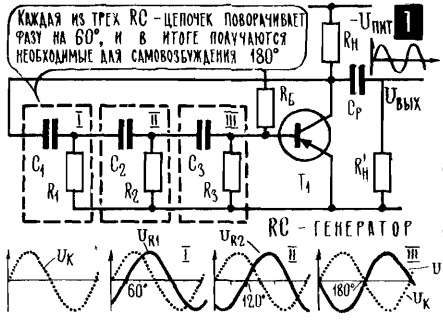 КАЖДАЯ ИЗ ТРЕХ RC-ЦЕПОЧЕК ПОВОРАЧИВАЕТ
ФАЗУ НА 60°, И В ИТОГЕ ПОЛУЧАЮТСЯ
НЕОБХОДИМЫЕ ДЛЯ САМОВОЗБУЖДЕНИЯ 180°
-Uпит
1
Rн
Rб
Cр
Uвых
I
II
III
C1
C2
C3
R1
R2
R3
T1
R'н
RC-ГЕНЕРАТОР
Uк
UR1
I
60°
UR2
II
120°
III
180°
U
Uк